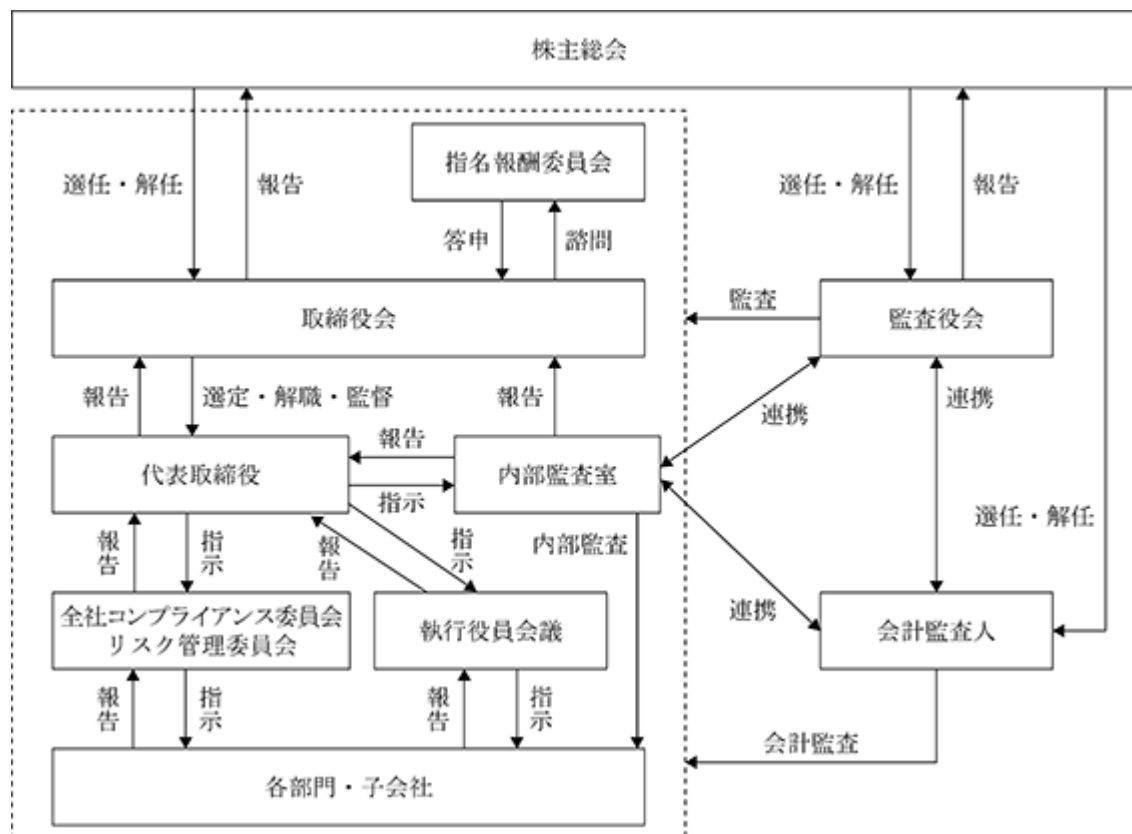 株主総会
選任・解任
報告
指名報酬委員会
選任・解任
報告
答申
諮問
取締役会
監査
監査役会
報告
選定・解職・監督
報告
連携
連携
代表取締役
報告
指示
内部監査室
選任・解任
報告
指示
報告
指示
内部監査
全社コンプライアンス委員会
リスク管理委員会
執行役員会議
連携
会計監査人
報告
指示
報告
指示
会計監査
各部門・子会社